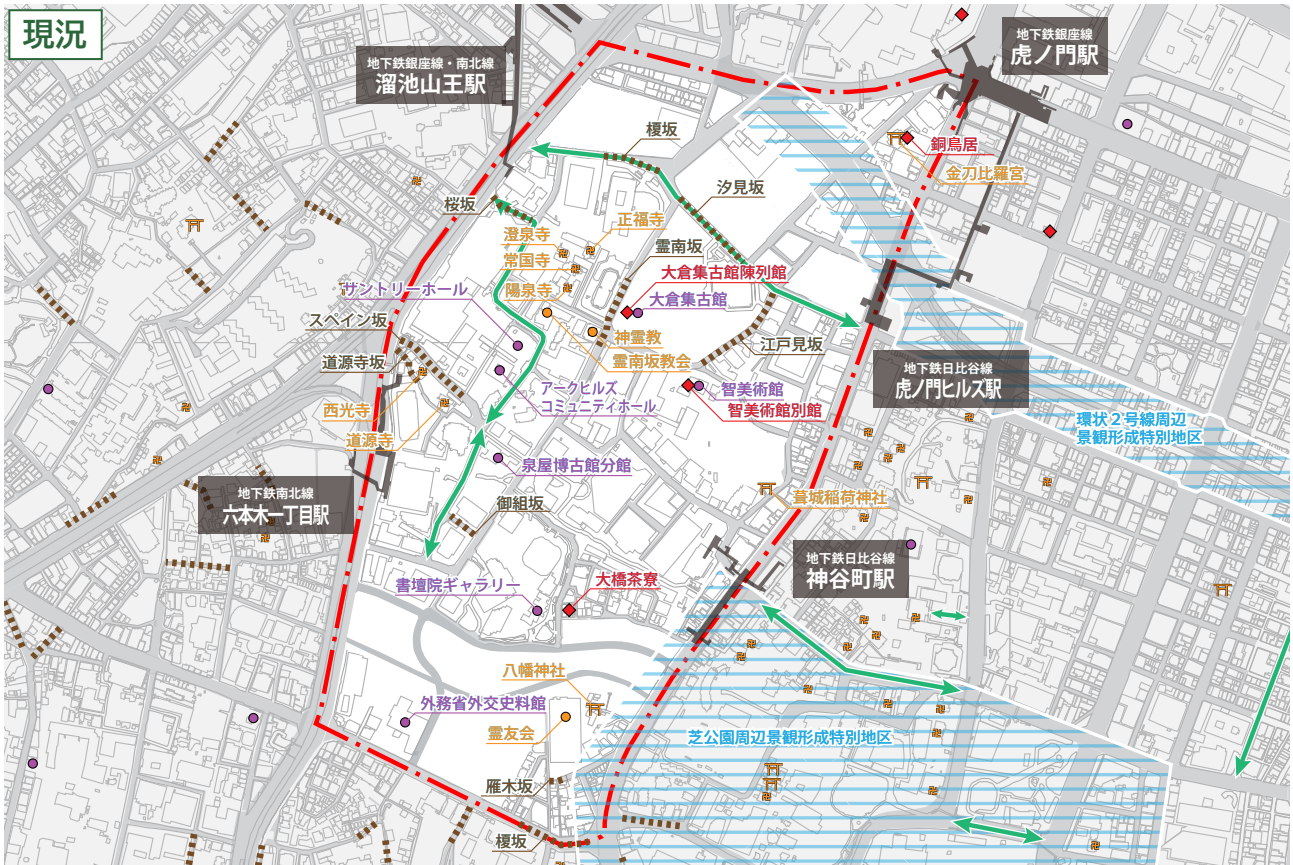 現況
地下鉄銀座線・南北線
溜池山王駅
地下鉄銀座線
虎ノ門駅
榎坂
銅鳥居
金刀比羅宮
汐見坂
桜坂
正福寺
澄泉寺
霊南坂
常国寺
大倉集古館陳列館
陽泉寺
サントリーホール
大倉集古館
スペイン坂
神霊教
江戸見坂
道源寺坂
霊南坂教会
地下鉄日比谷線
虎ノ門ヒルズ駅
アークヒルズ
コミュニティホール
智美術館
智美術館別館
西光寺
環状2号線周辺
景観形成特別地区
道源寺
泉屋博古館分館
地下鉄南北線
六本木一丁目駅
御組坂
葺城稲荷神社
地下鉄日比谷線
神谷町駅
書壇院ギャラリー
大橋茶寮
八幡神社
外務省外交史料館
霊友会
芝公園周辺景観形成特別地区
雁木坂
榎坂